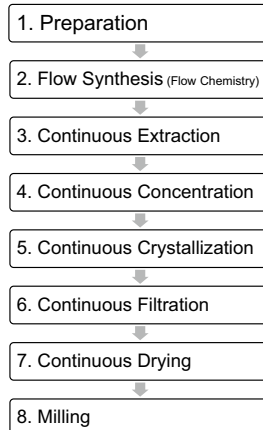 1. Preparation
2. Flow Synthesis (Flow Chemistry)
3. Continuous Extraction
4. Continuous Concentration
5. Continuous Crystallization
6. Continuous Filtration
7. Continuous Drying
8. Milling